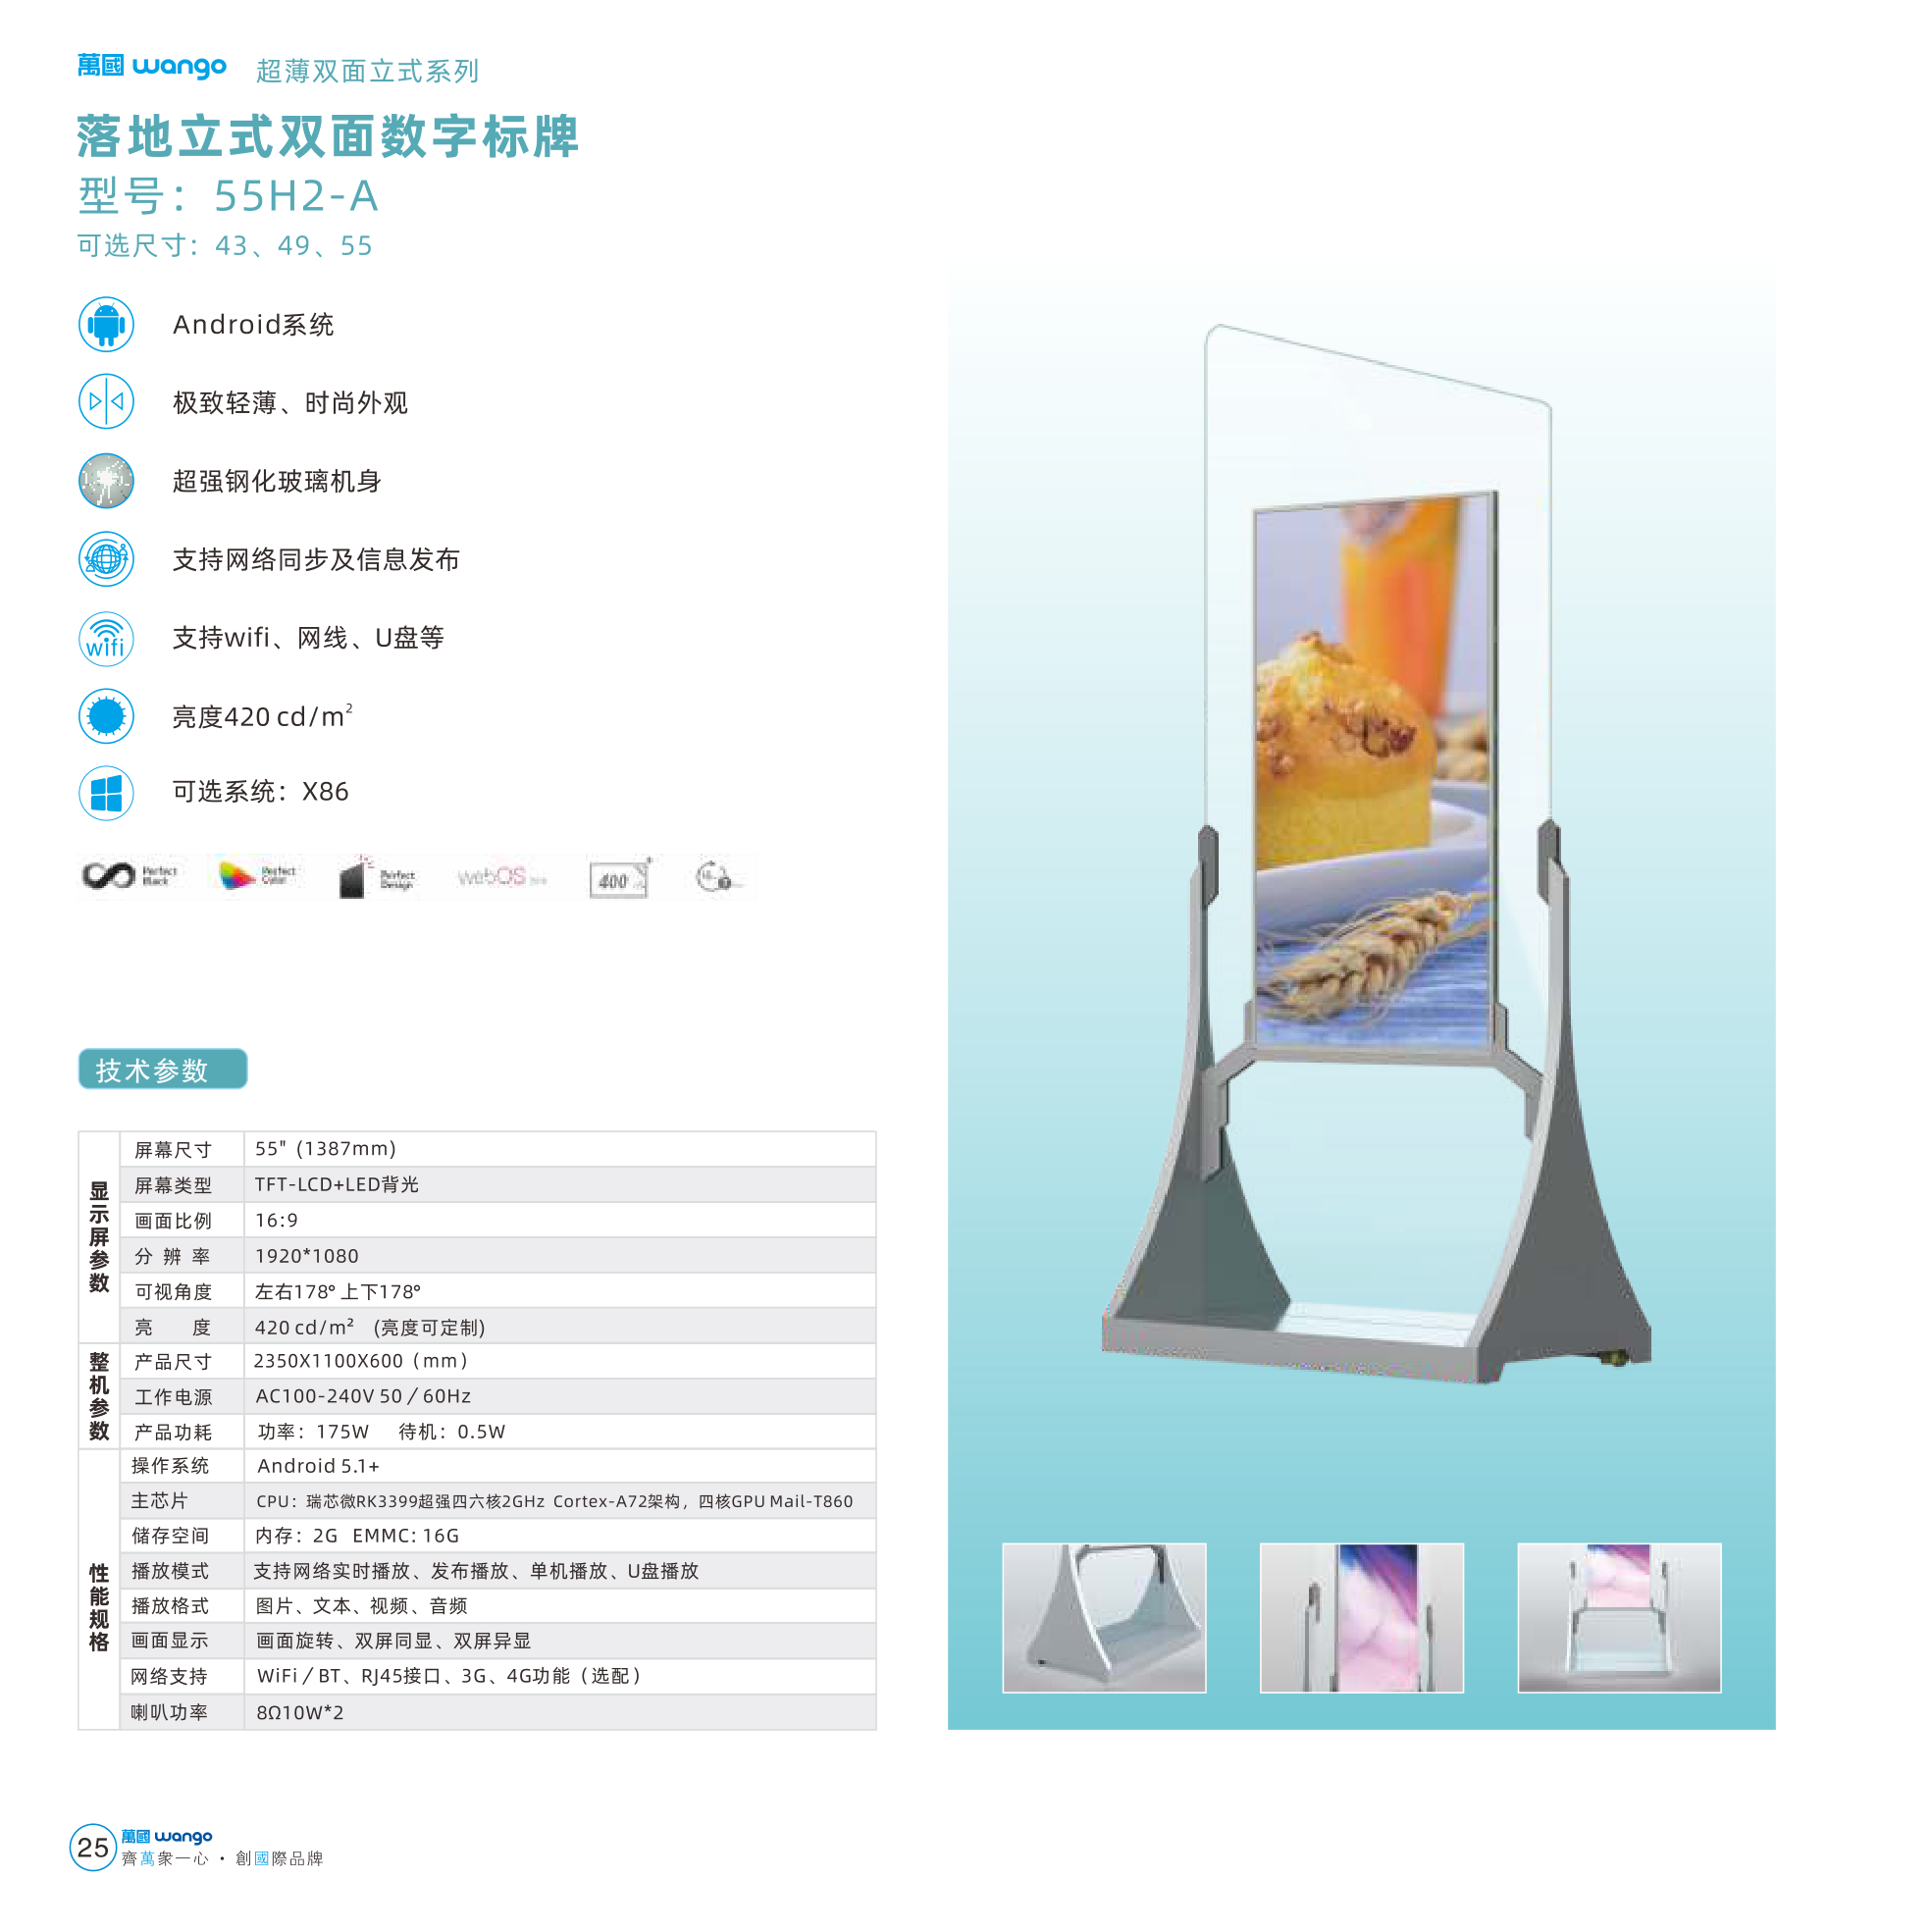 萬國 wango 超薄双面立式系列
落地立式双面数字标牌
型号：55H2-A
可选尺寸：43、49、55
Android系统
极致轻薄、时尚外观
超强钢化玻璃机身
支持网络同步及信息发布
wifi 支持wifi、网线、U盘等
亮度420 cd/m²
可选系统：X86
Perfect Black Perfect Color Perfect Design webOS 400
技术参数
显示屏参数
屏幕尺寸 55" (1387mm)
屏幕类型 TFT-LCD+LED背光
画面比例 16:9
分 辨 率 1920*1080
可视角度 左右178° 上下178°
亮 度 420 cd/m² (亮度可定制)
整机参数
产品尺寸 2350X1100X600（mm）
工作电源 AC100-240V 50／60Hz
产品功耗 功率：175W 待机：0.5W
性能规格
操作系统 Android 5.1+
主芯片 CPU：瑞芯微RK3399超强四六核2GHz Cortex-A72架构，四核GPU Mail-T860
储存空间 内存：2G EMMC: 16G
播放模式 支持网络实时播放、发布播放、单机播放、U盘播放
播放格式 图片、文本、视频、音频
画面显示 画面旋转、双屏同显、双屏异显
网络支持 WiFi／BT、RJ45接口、3G、4G功能（选配）
喇叭功率 8Ω10W*2
25 萬國 wango
齊萬衆一心 · 創國際品牌